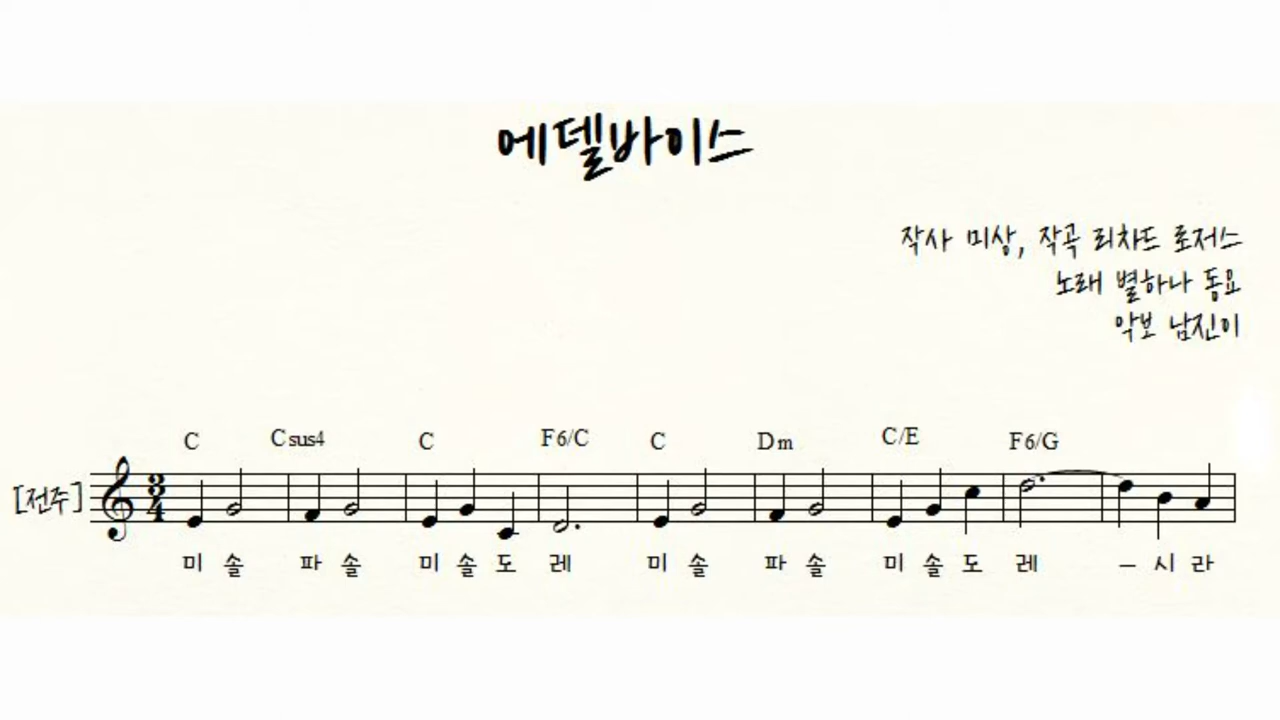 에델바이스
작사 미상, 작곡 리차드 로저스
노래 별하나 동요
악보 남진이
C Csus4 C F6/C C Dm C/E F6/G
[전주] 3/4
미 솔 파 솔 미 솔 도 레 미 솔 파 솔 미 솔 도 레 – 시 라